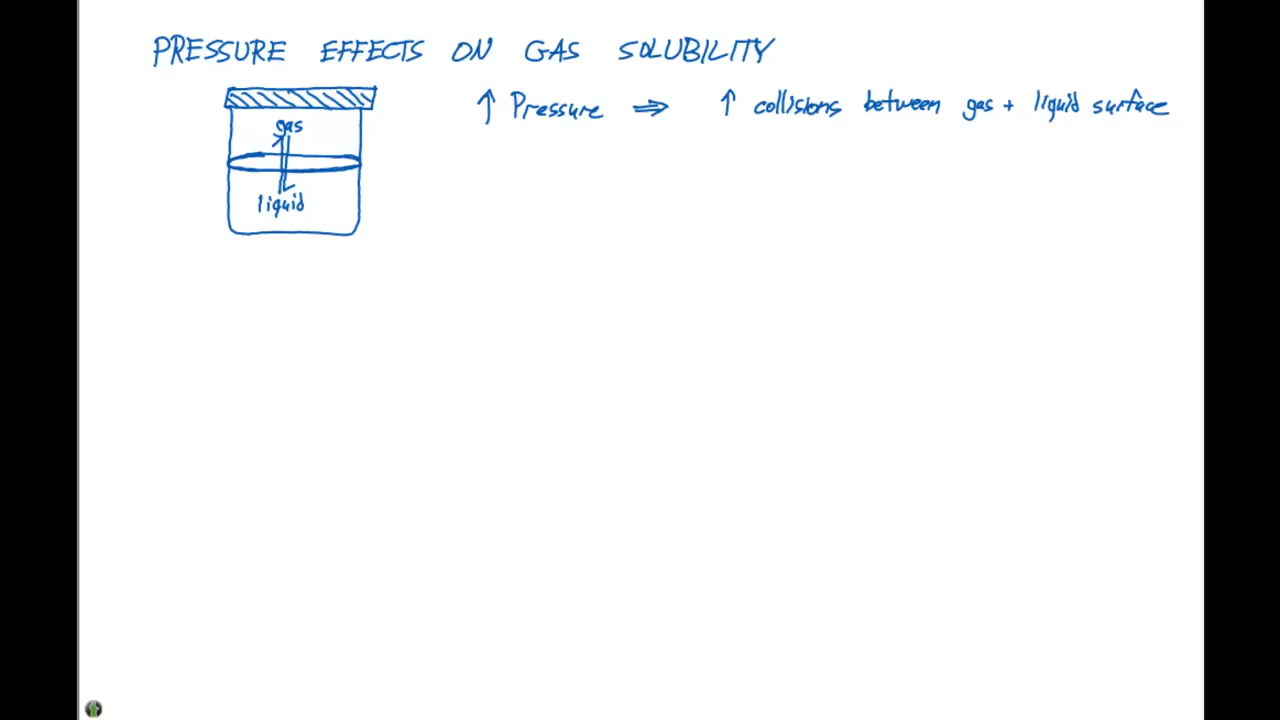 PRESSURE EFFECTS ON GAS SOLUBILITY
↑ Pressure ⇒ ↑ collisions between gas + liquid surface
gas
liquid